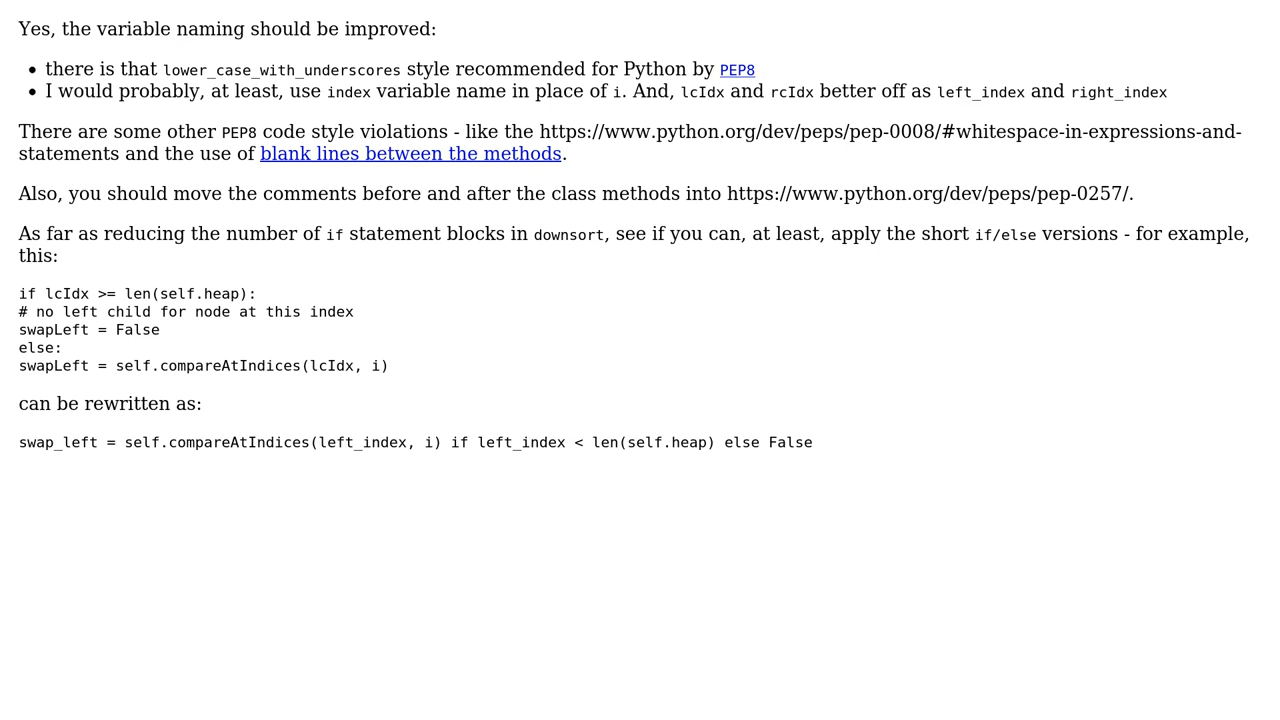 Yes, the variable naming should be improved:
• there is that lower_case_with_underscores style recommended for Python by PEP8
• I would probably, at least, use index variable name in place of i. And, lcIdx and rcIdx better off as left_index and right_index
There are some other PEP8 code style violations - like the https://www.python.org/dev/peps/pep-0008/#whitespace-in-expressions-and-
statements and the use of blank lines between the methods.
Also, you should move the comments before and after the class methods into https://www.python.org/dev/peps/pep-0257/.
As far as reducing the number of if statement blocks in downsort, see if you can, at least, apply the short if/else versions - for example,
this:
if lcIdx >= len(self.heap):
# no left child for node at this index
swapLeft = False
else:
swapLeft = self.compareAtIndices(lcIdx, i)
can be rewritten as:
swap_left = self.compareAtIndices(left_index, i) if left_index < len(self.heap) else False